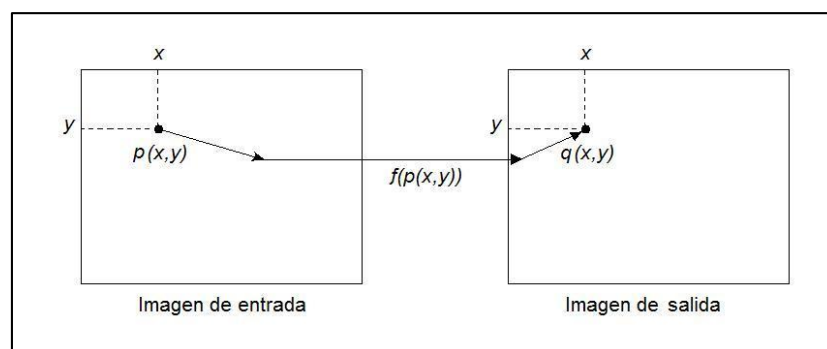 x
x
y
y
p(x,y)
f(p(x,y))
q(x,y)
Imagen de entrada
Imagen de salida